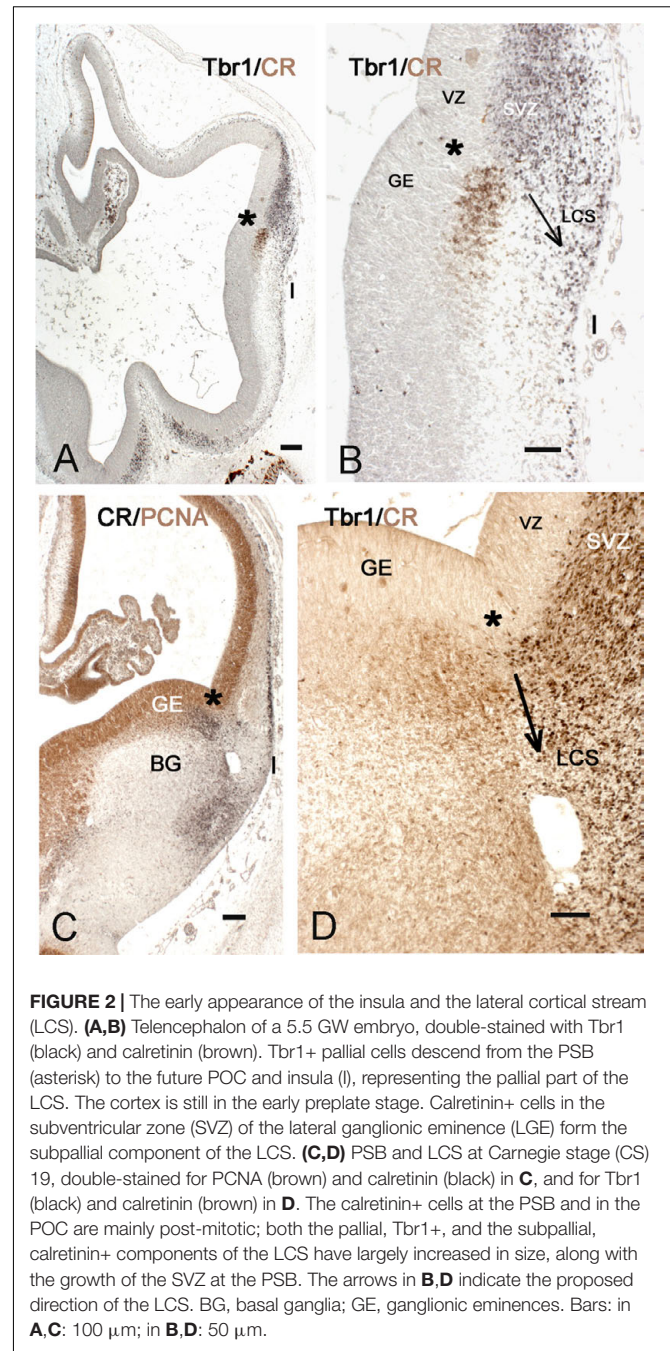 Tbr1/CR
*
I
A
Tbr1/CR
VZ
SVZ
*
GE
LCS
I
B
CR/PCNA
*
GE
BG
I
C
Tbr1/CR
VZ
GE
SVZ
*
LCS
D
FIGURE 2 | The early appearance of the insula and the lateral cortical stream
(LCS). (A,B) Telencephalon of a 5.5 GW embryo, double-stained with Tbr1
(black) and calretinin (brown). Tbr1+ pallial cells descend from the PSB
(asterisk) to the future POC and insula (I), representing the pallial part of the
LCS. The cortex is still in the early preplate stage. Calretinin+ cells in the
subventricular zone (SVZ) of the lateral ganglionic eminence (LGE) form the
subpallial component of the LCS. (C,D) PSB and LCS at Carnegie stage (CS)
19, double-stained for PCNA (brown) and calretinin (black) in C, and for Tbr1
(black) and calretinin (brown) in D. The calretinin+ cells at the PSB and in the
POC are mainly post-mitotic; both the pallial, Tbr1+, and the subpallial,
calretinin+ components of the LCS have largely increased in size, along with
the growth of the SVZ at the PSB. The arrows in B,D indicate the proposed
direction of the LCS. BG, basal ganglia; GE, ganglionic eminences. Bars: in
A,C: 100 μm; in B,D: 50 μm.